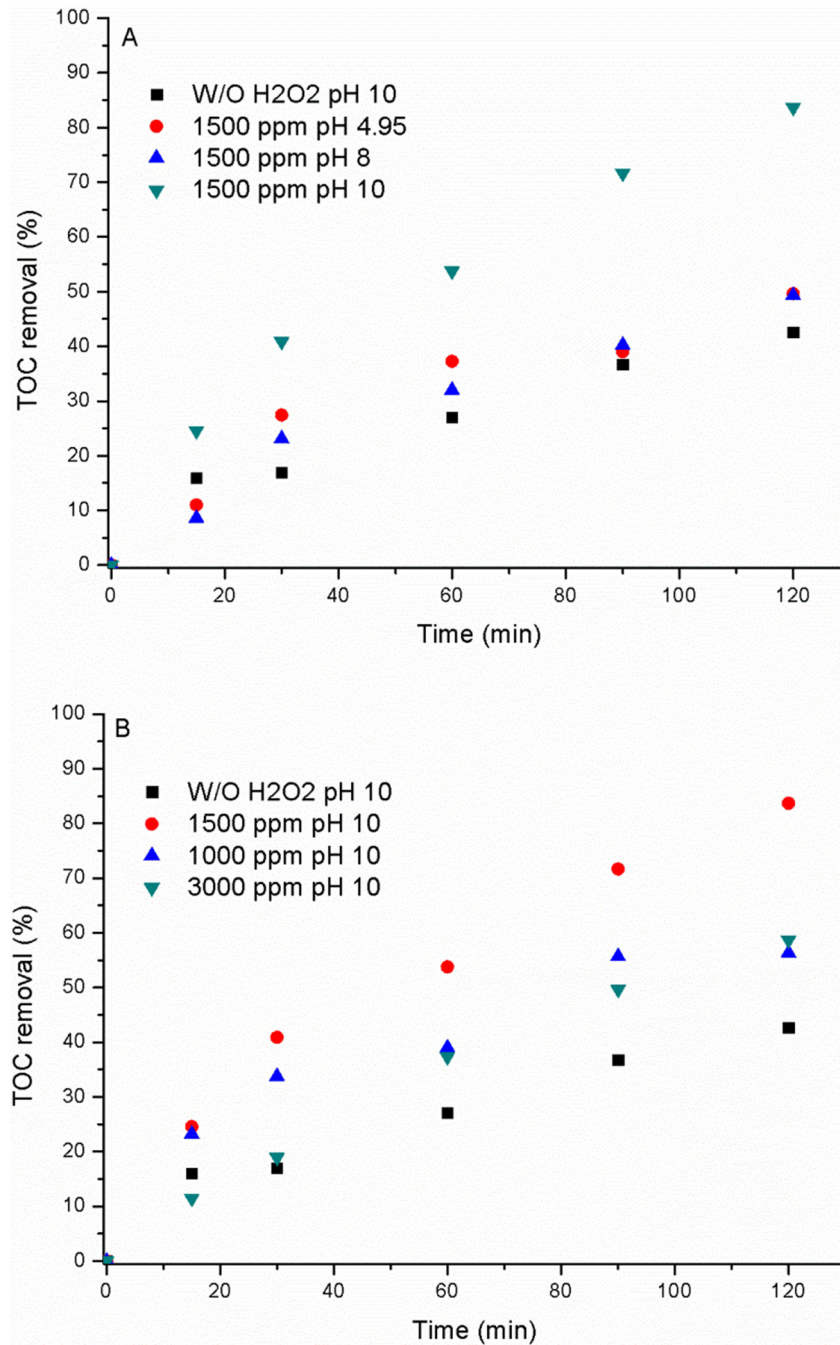 A
W/O H2O2 pH 10
1500 ppm pH 4.95
1500 ppm pH 8
1500 ppm pH 10
100
90
80
70
60
50
40
30
20
10
0
TOC removal (%)
0 20 40 60 80 100 120
Time (min)
B
W/O H2O2 pH 10
1500 ppm pH 10
1000 ppm pH 10
3000 ppm pH 10
100
90
80
70
60
50
40
30
20
10
0
TOC removal (%)
0 20 40 60 80 100 120
Time (min)